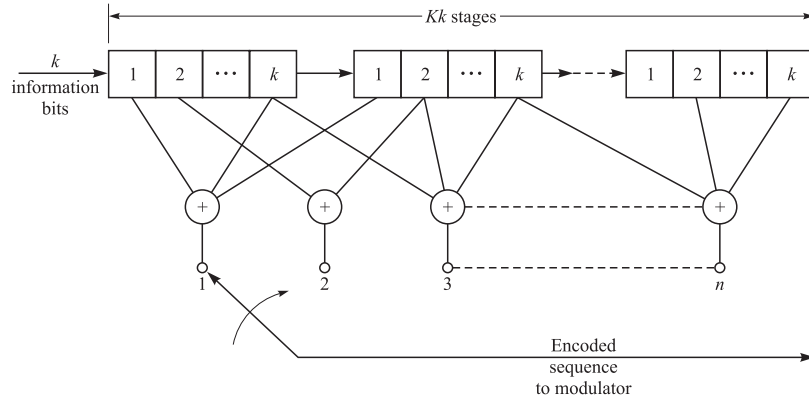 Kk stages
k
information
bits
1 2 ··· k
1 2 ··· k
1 2 ··· k
+ + + +
1 2 3 n
Encoded
sequence
to modulator